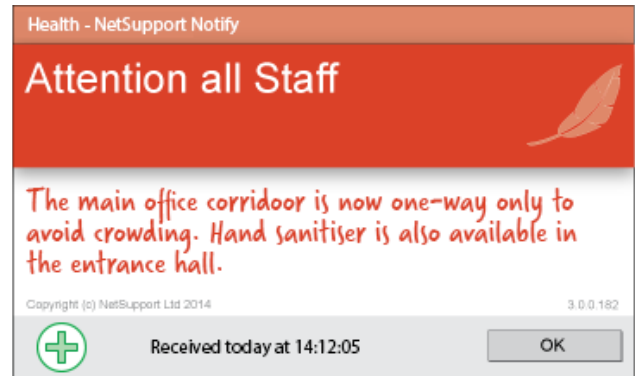 Health - NetSupport Notify
Attention all Staff
The main office corridoor is now one-way only to
avoid crowding. Hand sanitiser is also available in
the entrance hall.
Copyright (c) NetSupport Ltd 2014
3.0.0.182
Received today at 14:12:05
OK